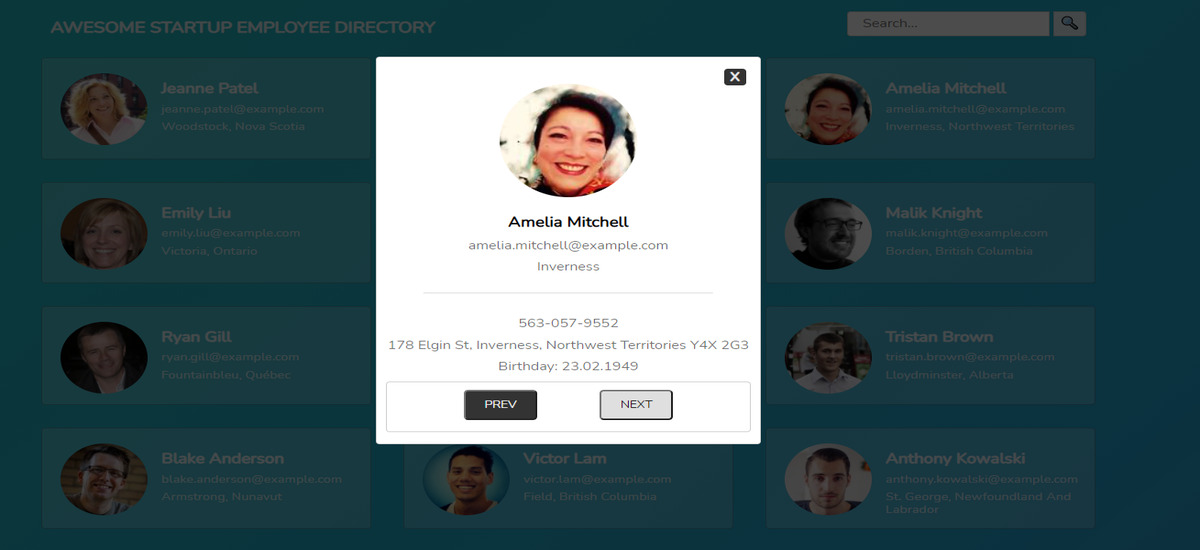 AWESOME STARTUP EMPLOYEE DIRECTORY
Search...
🔍
X
Amelia Mitchell
amelia.mitchell@example.com
Inverness
563-057-9552
178 Elgin St, Inverness, Northwest Territories Y4X 2G3
Birthday: 23.02.1949
PREV
NEXT
Jeanne Patel
jeanne.patel@example.com
Woodstock, Nova Scotia
Amelia Mitchell
amelia.mitchell@example.com
Inverness, Northwest Territories
Emily Liu
emily.liu@example.com
Victoria, Ontario
Malik Knight
malik.knight@example.com
Borden, British Columbia
Ryan Gill
ryan.gill@example.com
Fountainbleu, Québec
Tristan Brown
tristan.brown@example.com
Lloydminster, Alberta
Blake Anderson
blake.anderson@example.com
Armstrong, Nunavut
Victor Lam
victor.lam@example.com
Field, British Columbia
Anthony Kowalski
anthony.kowalski@example.com
St. George, Newfoundland And
Labrador